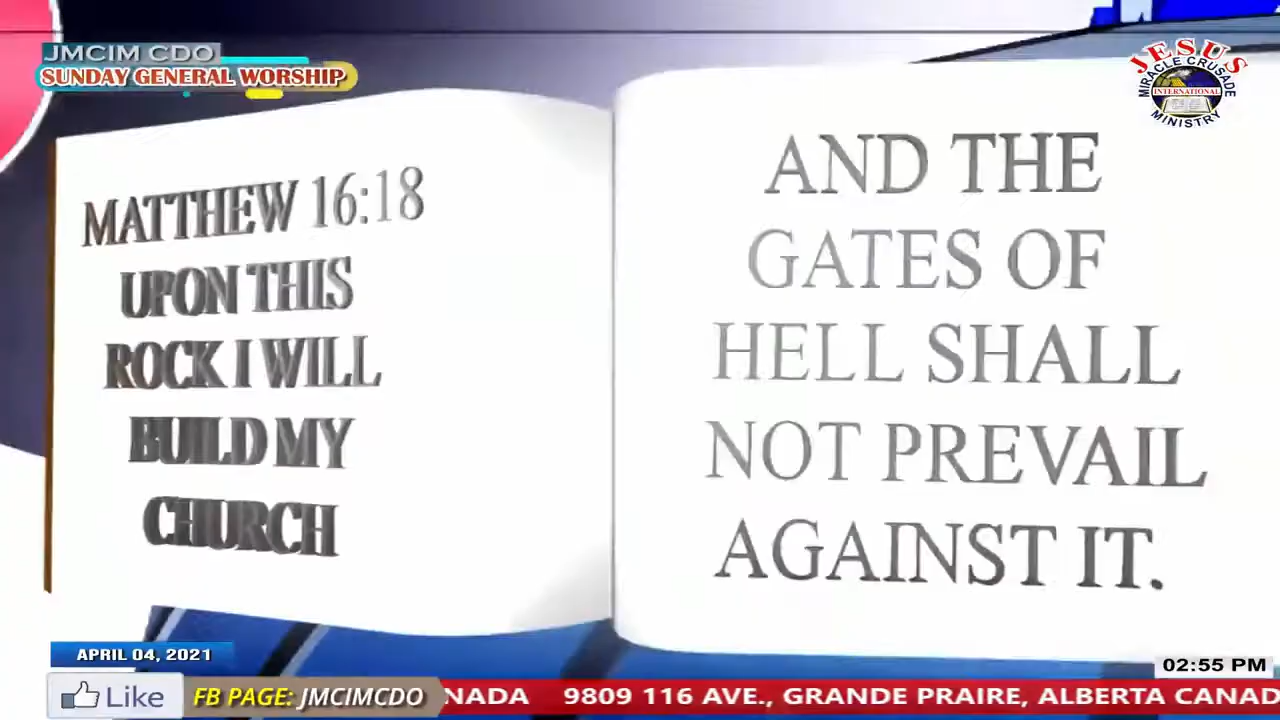 JMCIM CDO
SUNDAY GENERAL WORSHIP
JESUS
MIRACLE CRUSADE
INTERNATIONAL
MINISTRY
MATTHEW 16:18
UPON THIS
ROCK I WILL
BUILD MY
CHURCH
AND THE
GATES OF
HELL SHALL
NOT PREVAIL
AGAINST IT.
APRIL 04, 2021
02:55 PM
Like
FB PAGE: JMCIMCDO
NADA 9809 116 AVE., GRANDE PRAIRE, ALBERTA CANAD